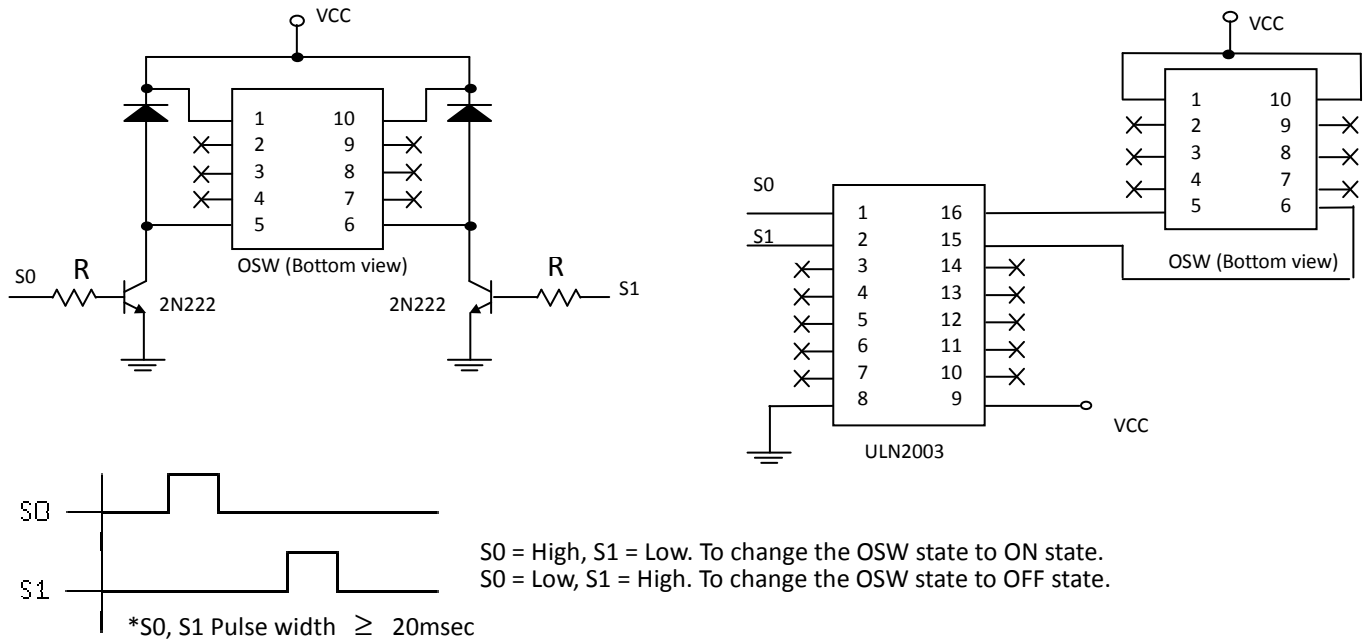 VCC
1 10
2 9
3 8
4 7
5 6
OSW (Bottom view)
S0 R 2N222
2N222 R S1
VCC
1 10
2 9
3 8
4 7
5 6
OSW (Bottom view)
S0
S1
1 16
2 15
3 14
4 13
5 12
6 11
7 10
8 9
VCC
ULN2003
S0
S1
*S0, S1 Pulse width ≥ 20msec
S0 = High, S1 = Low. To change the OSW state to ON state.
S0 = Low, S1 = High. To change the OSW state to OFF state.